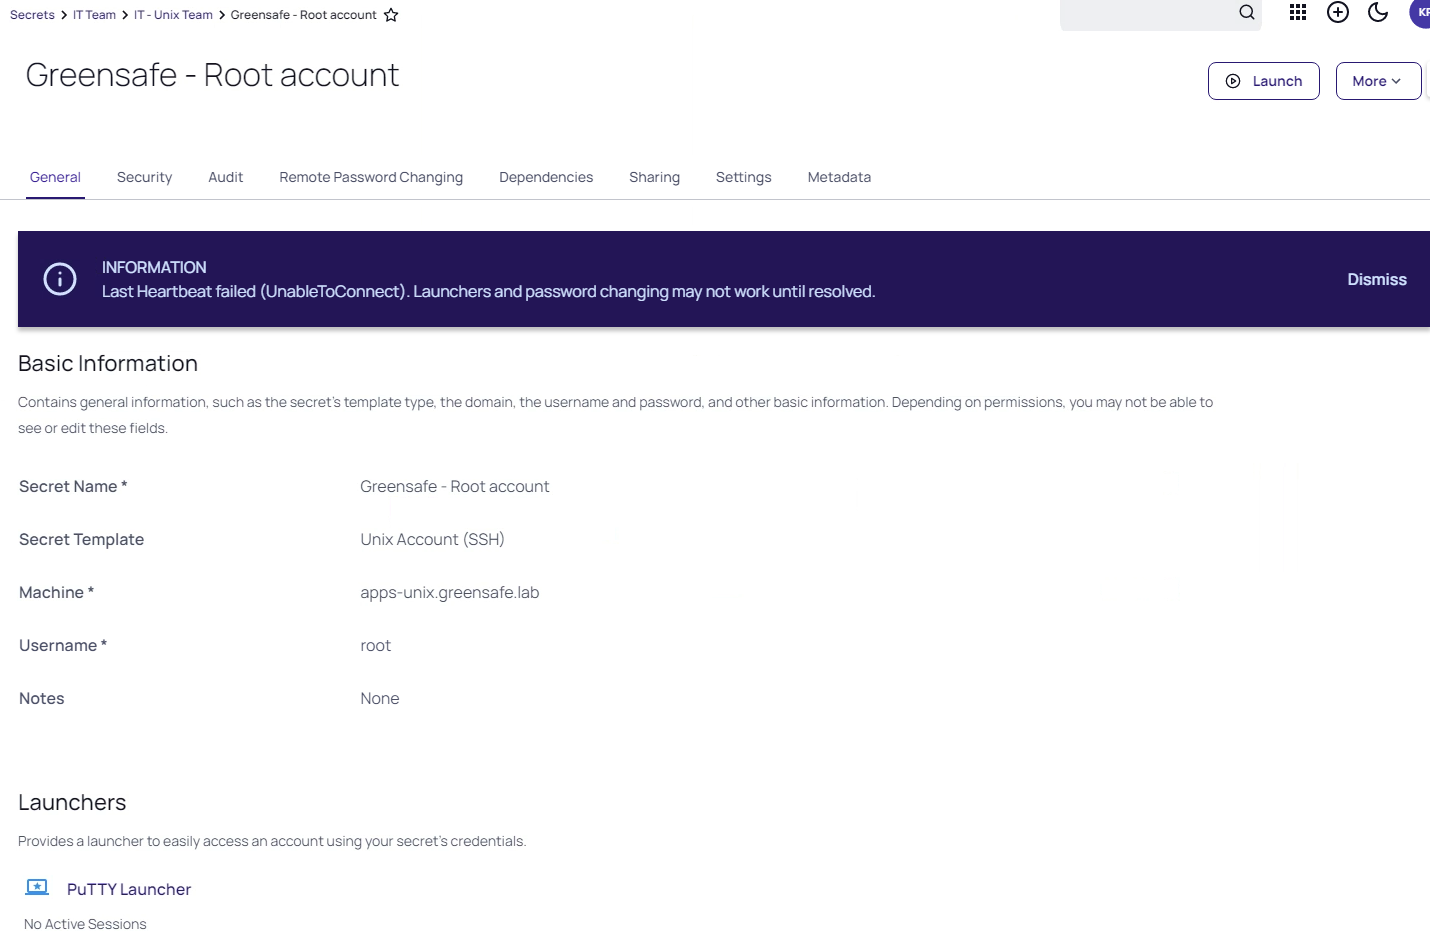 Secrets > IT Team > IT - Unix Team > Greensafe - Root account
KR
Greensafe - Root account
Launch
More
General Security Audit Remote Password Changing Dependencies Sharing Settings Metadata
INFORMATION
Last Heartbeat failed (UnableToConnect). Launchers and password changing may not work until resolved.
Dismiss
Basic Information
Contains general information, such as the secret's template type, the domain, the username and password, and other basic information. Depending on permissions, you may not be able to
see or edit these fields.
Secret Name * Greensafe - Root account
Secret Template Unix Account (SSH)
Machine * apps-unix.greensafe.lab
Username * root
Notes None
Launchers
Provides a launcher to easily access an account using your secret's credentials.
PuTTY Launcher
No Active Sessions